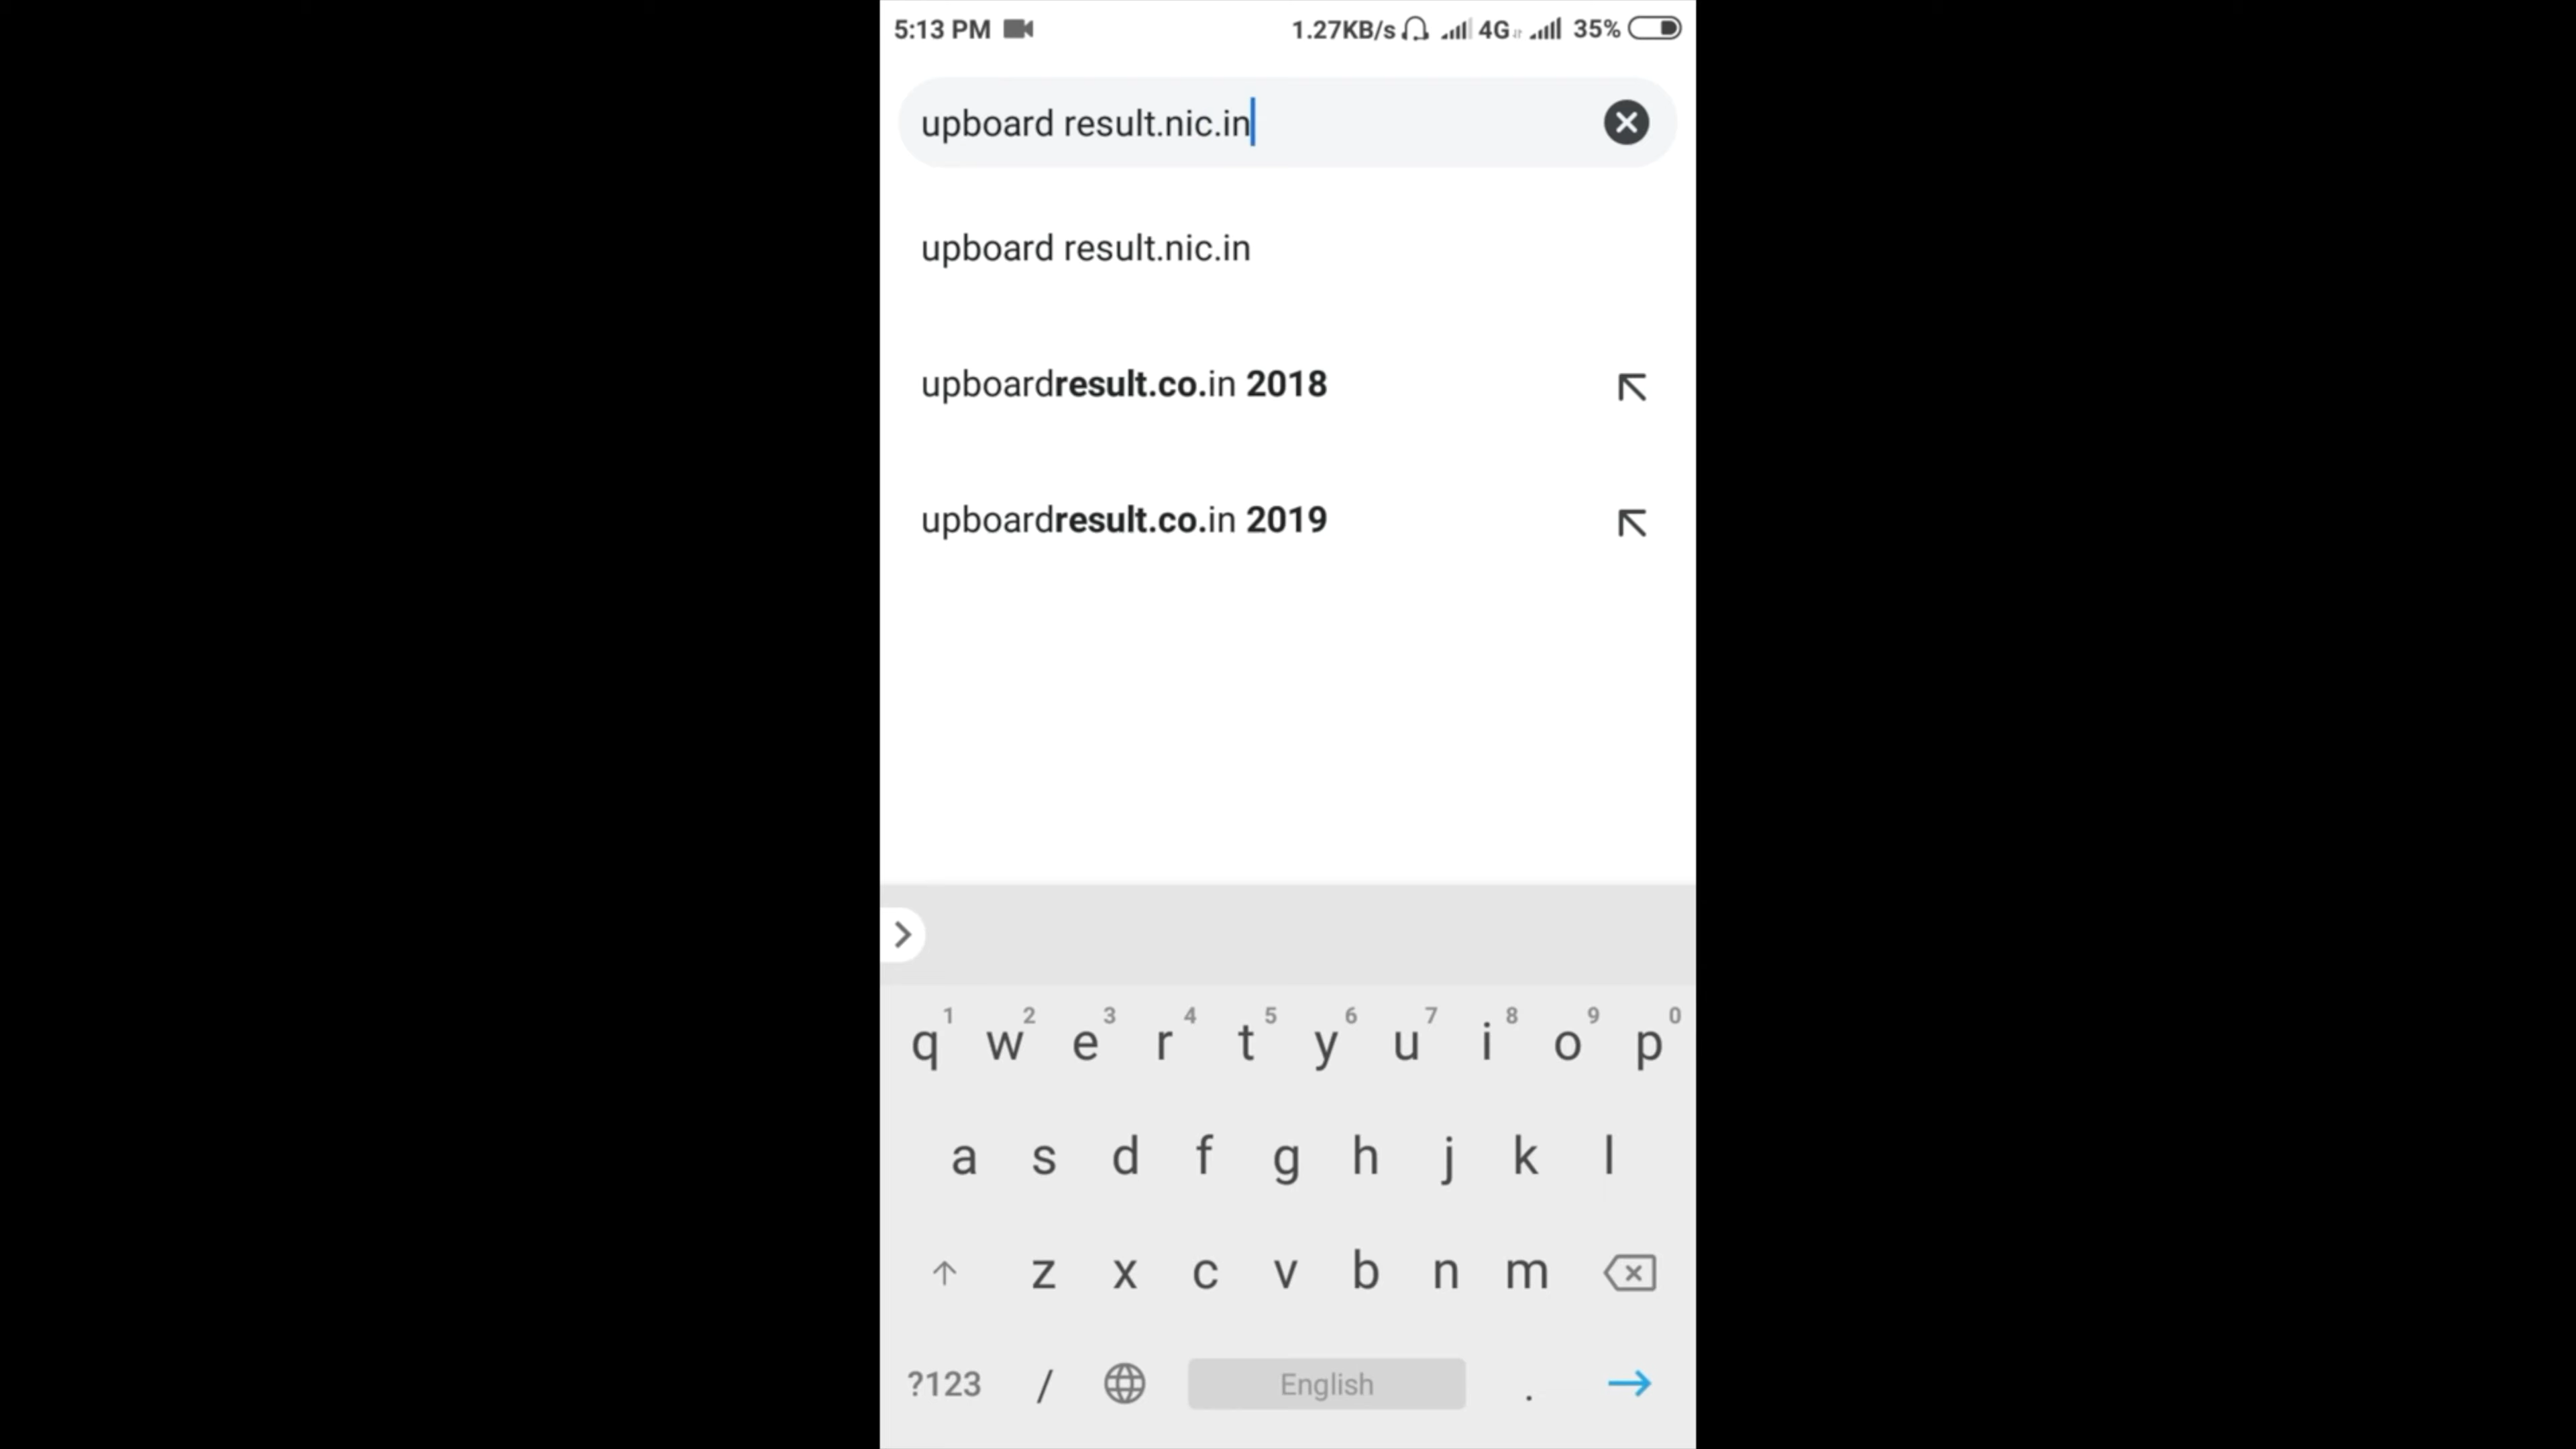 5:13 PM 1.27KB/s 4G 35%
upboard result.nic.in
upboard result.nic.in
upboardresult.co.in 2018
upboardresult.co.in 2019
1 2 3 4 5 6 7 8 9 0
q w e r t y u i o p
a s d f g h j k l
z x c v b n m
?123 / English .